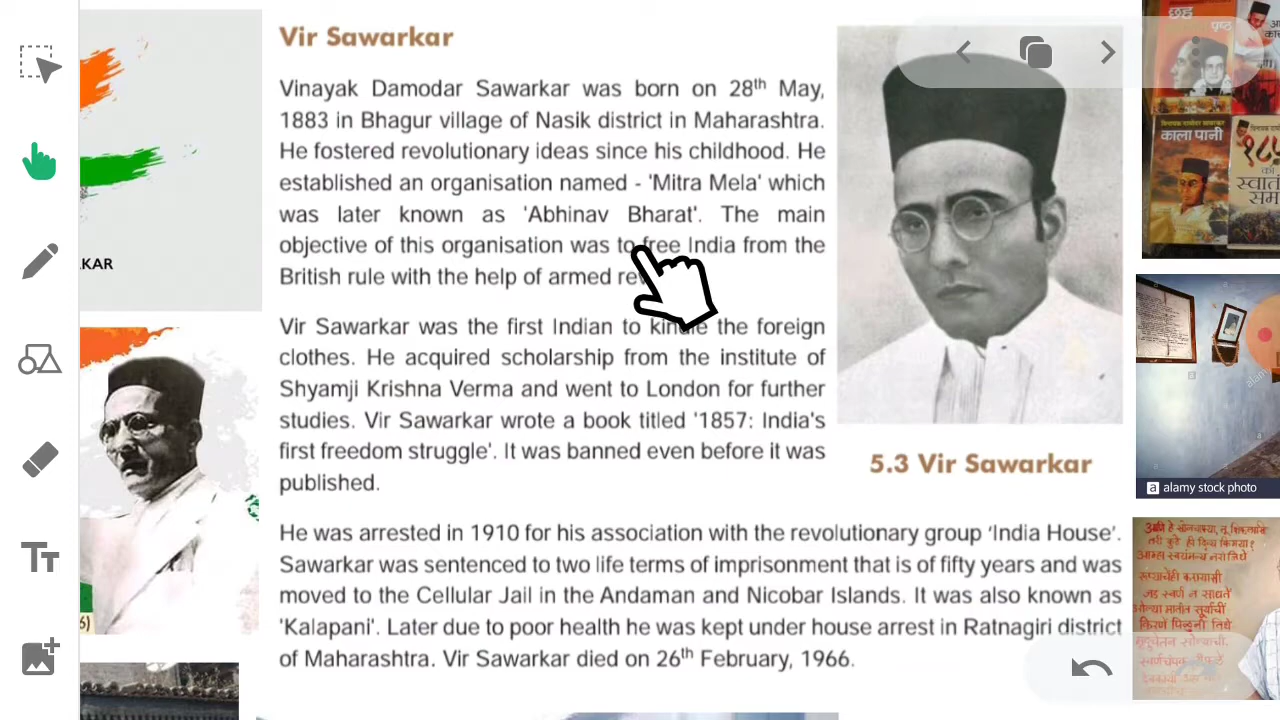 Vir Sawarkar
Vinayak Damodar Sawarkar was born on 28th May,
1883 in Bhagur village of Nasik district in Maharashtra.
He fostered revolutionary ideas since his childhood. He
established an organisation named - 'Mitra Mela' which
was later known as 'Abhinav Bharat'. The main
objective of this organisation was to free India from the
British rule with the help of armed
Vir Sawarkar was the first Indian to kindle the foreign
clothes. He acquired scholarship from the institute of
Shyamji Krishna Verma and went to London for further
studies. Vir Sawarkar wrote a book titled '1857: India's
first freedom struggle'. It was banned even before it was
published.
5.3 Vir Sawarkar
He was arrested in 1910 for his association with the revolutionary group 'India House'.
Sawarkar was sentenced to two life terms of imprisonment that is of fifty years and was
moved to the Cellular Jail in the Andaman and Nicobar Islands. It was also known as
'Kalapani'. Later due to poor health he was kept under house arrest in Ratnagiri district
of Maharashtra. Vir Sawarkar died on 26th February, 1966.
KAR
6)
काला पानी
a alamy stock photo
Tт